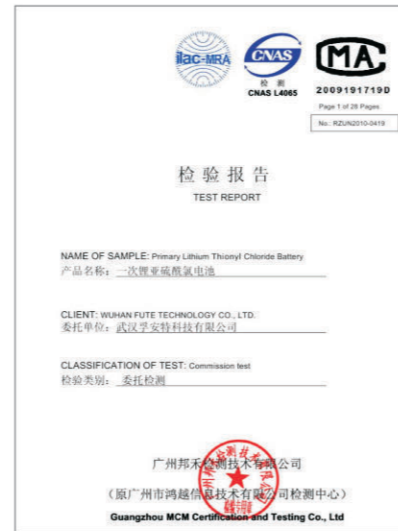 ilac-MRA
CNAS
检 测
CNAS L4065
MA
2009191719D
Page 1 of 28 Pages
No.: RZUN2010-0419
检 验 报 告
TEST REPORT
NAME OF SAMPLE: Primary Lithium Thionyl Chloride Battery
产品名称: 一次锂亚硫酰氯电池
CLIENT: WUHAN FUTE TECHNOLOGY CO., LTD.
委托单位: 武汉孚安特科技有限公司
CLASSIFICATION OF TEST: Commission test
检验类别: 委托检测
广州邦禾检测技术有限公司
(原广州市鸿越信息技术有限公司检测中心)
Guangzhou MCM Certification and Testing Co., Ltd